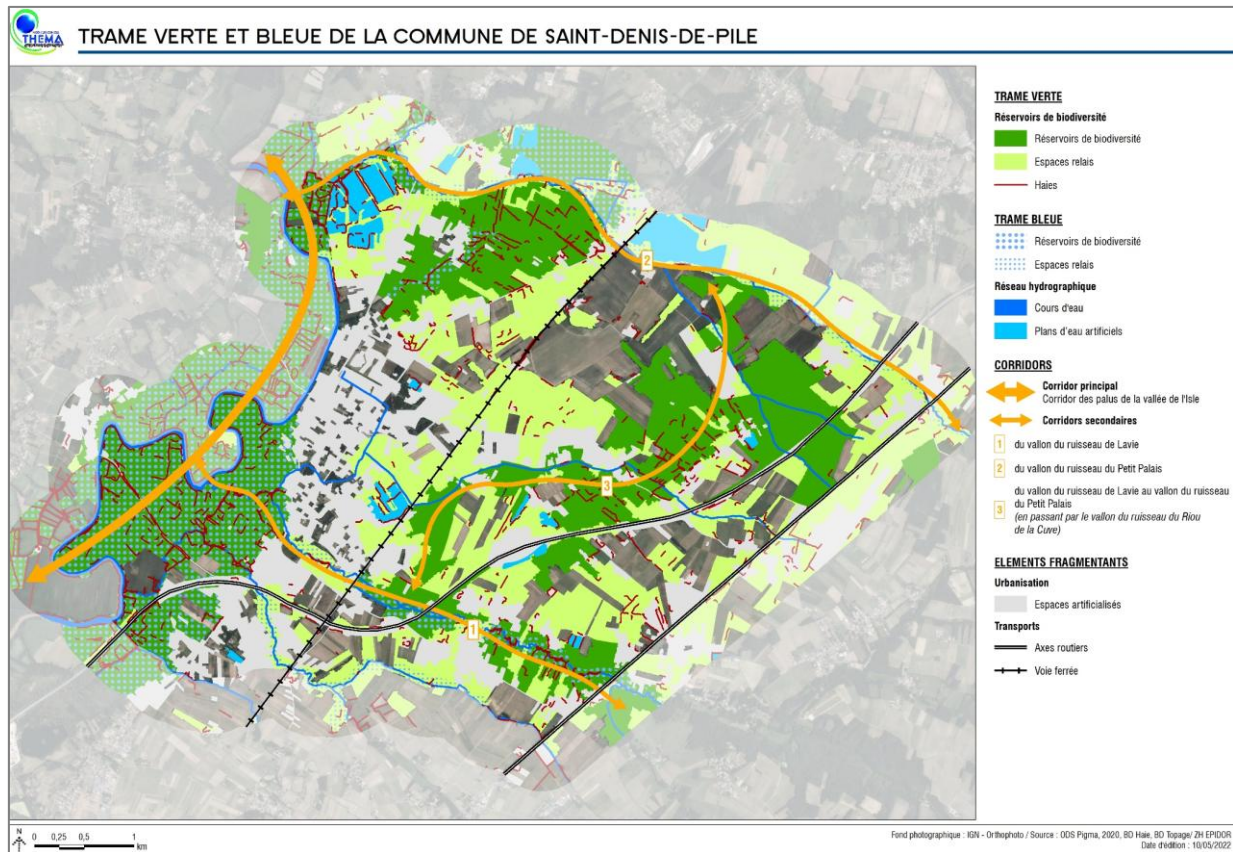 THEMA
TRAME VERTE ET BLEUE DE LA COMMUNE DE SAINT-DENIS-DE-PILE
2
3
1
TRAME VERTE
Réservoirs de biodiversité
Réservoirs de biodiversité
Espaces relais
Haies
TRAME BLEUE
Réservoirs de biodiversité
Espaces relais
Réseau hydrographique
Cours d'eau
Plans d'eau artificiels
CORRIDORS
Corridor principal
Corridor des palus de la vallée de l'Isle
Corridors secondaires
1 du vallon du ruisseau de Lavie
2 du vallon du ruisseau du Petit Palais
du vallon du ruisseau de Lavie au vallon du ruisseau
3 du Petit Palais
(en passant par le vallon du ruisseau du Riou
de la Cuve)
ELEMENTS FRAGMENTANTS
Urbanisation
Espaces artificialisés
Transports
Axes routiers
Voie ferrée
N
0 0,25 0,5 1
km
Fond photographique : IGN - Orthophoto / Source : ODS Pigma, 2020, BD Haie, BD Topage/ ZH EPIDOR
Date d'édition : 10/05/2022